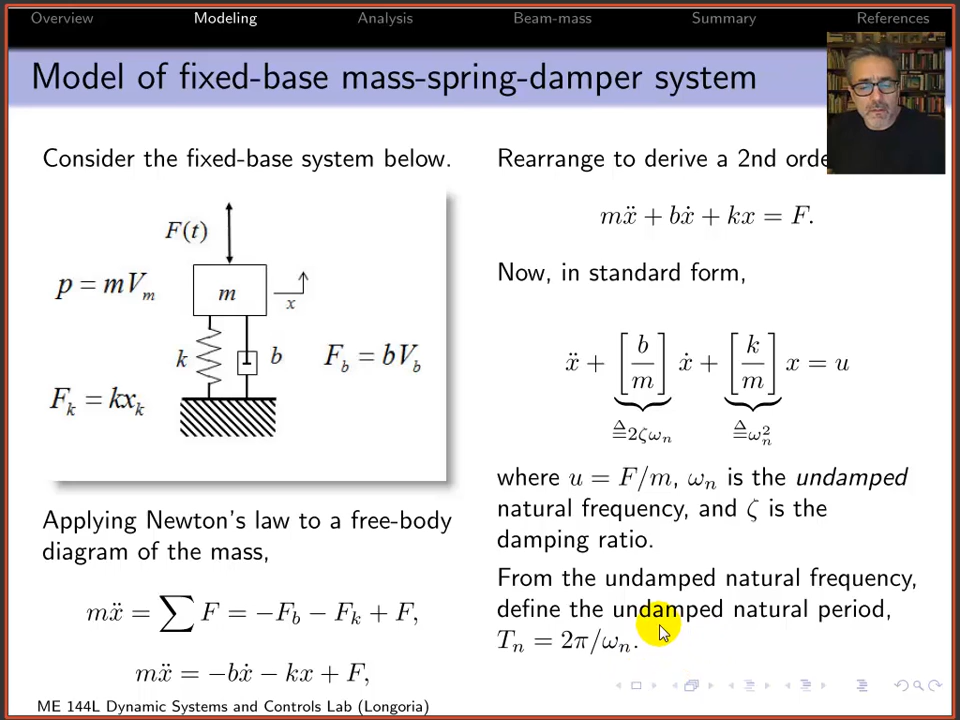 Overview Modeling Analysis Beam-mass Summary References
Model of fixed-base mass-spring-damper system
Consider the fixed-base system below.
F(t)
p = mV_m
m
x
k
b
F_b = bV_b
F_k = kx_k
Applying Newton's law to a free-body
diagram of the mass,
mẍ = ∑ F = −F_b − F_k + F,
mẍ = −bẋ − kx + F,
Rearrange to derive a 2nd
mẍ + bẋ + kx = F.
Now, in standard form,
ẍ + [b/m] ẋ + [k/m] x = u
≜2ζω_n ≜ω_n^2
where u = F/m, ω_n is the undamped
natural frequency, and ζ is the
damping ratio.
From the undamped natural frequency,
define the undamped natural period,
T_n = 2π/ω_n.
ME 144L Dynamic Systems and Controls Lab (Longoria)